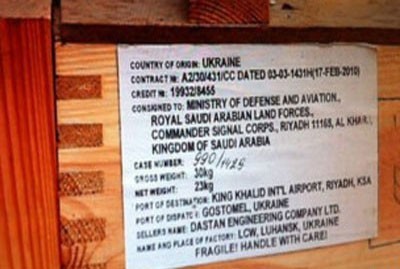 COUNTRY OF ORIGIN: UKRAINE
CONTRACT №: A2/30/431/CC DATED 03-03-1431H(17-FEB-2010)
CREDIT №: 19932/8455
CONSIGNED TO: MINISTRY OF DEFENSE AND AVIATION.,
ROYAL SAUDI ARABIAN LAND FORCES.,
COMMANDER SIGNAL CORPS., RIYADH 11165, AL
KINGDOM OF SAUDI ARABIA
CASE NUMBER:
GROSS WEIGHT: 30kg
NET WEIGHT: 23kg
PORT OF DESTINATION: KING KHALID INT'L AIRPORT, RIYADH, KSA
PORT OF DISPATCH: GOSTOMEL, UKRAINE
SELLERS NAME: DASTAN ENGINEERING COMPANY LTD.
NAME AND PLACE OF FACTORY: LCW, LUHANSK, UKRAINE
FRAGILE! HANDLE WITH CARE!